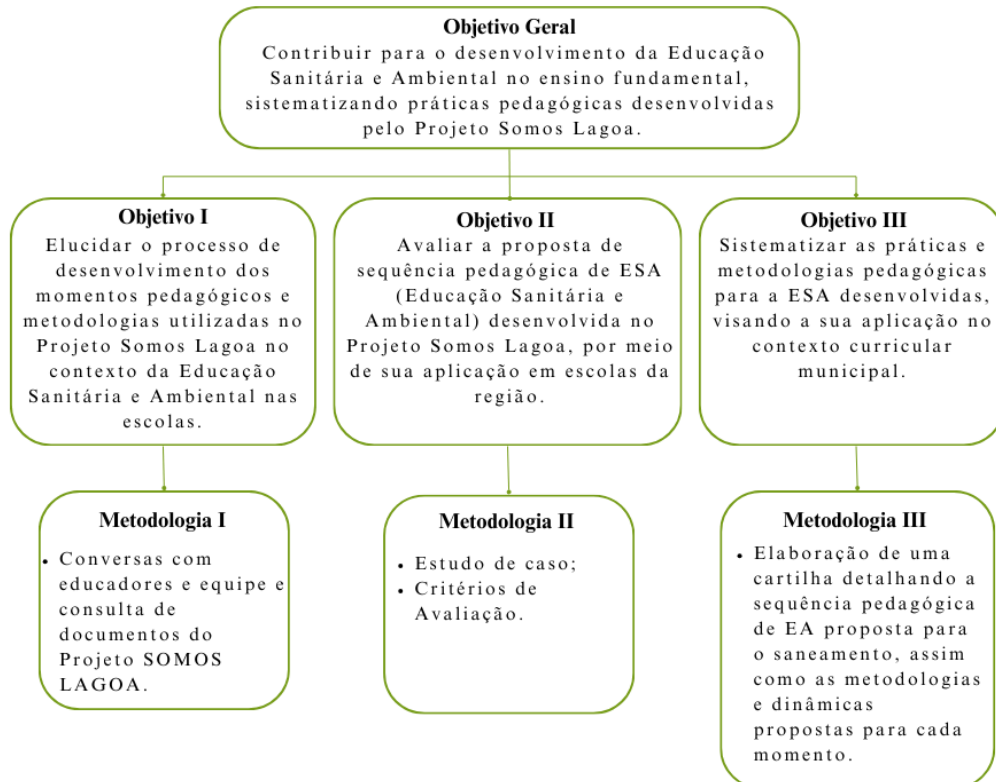 Objetivo Geral
Contribuir para o desenvolvimento da Educação
Sanitária e Ambiental no ensino fundamental,
sistematizando práticas pedagógicas desenvolvidas
pelo Projeto Somos Lagoa.
Objetivo I
Elucidar o processo de
desenvolvimento dos
momentos pedagógicos e
metodologias utilizadas no
Projeto Somos Lagoa no
contexto da Educação
Sanitária e Ambiental nas
escolas.
Objetivo II
Avaliar a proposta de
sequência pedagógica de ESA
(Educação Sanitária e
Ambiental) desenvolvida no
Projeto Somos Lagoa, por meio
de sua aplicação em escolas da
região.
Objetivo III
Sistematizar as práticas e
metodologias pedagógicas
para a ESA desenvolvidas,
visando a sua aplicação no
contexto curricular
municipal.
Metodologia I
• Conversas com
educadores e equipe e
consulta de
documentos do
Projeto SOMOS
LAGOA.
Metodologia II
• Estudo de caso;
• Critérios de
Avaliação.
Metodologia III
• Elaboração de uma
cartilha detalhando a
sequência pedagógica
de EA proposta para
o saneamento, assim
como as metodologias
e dinâmicas
propostas para cada
momento.